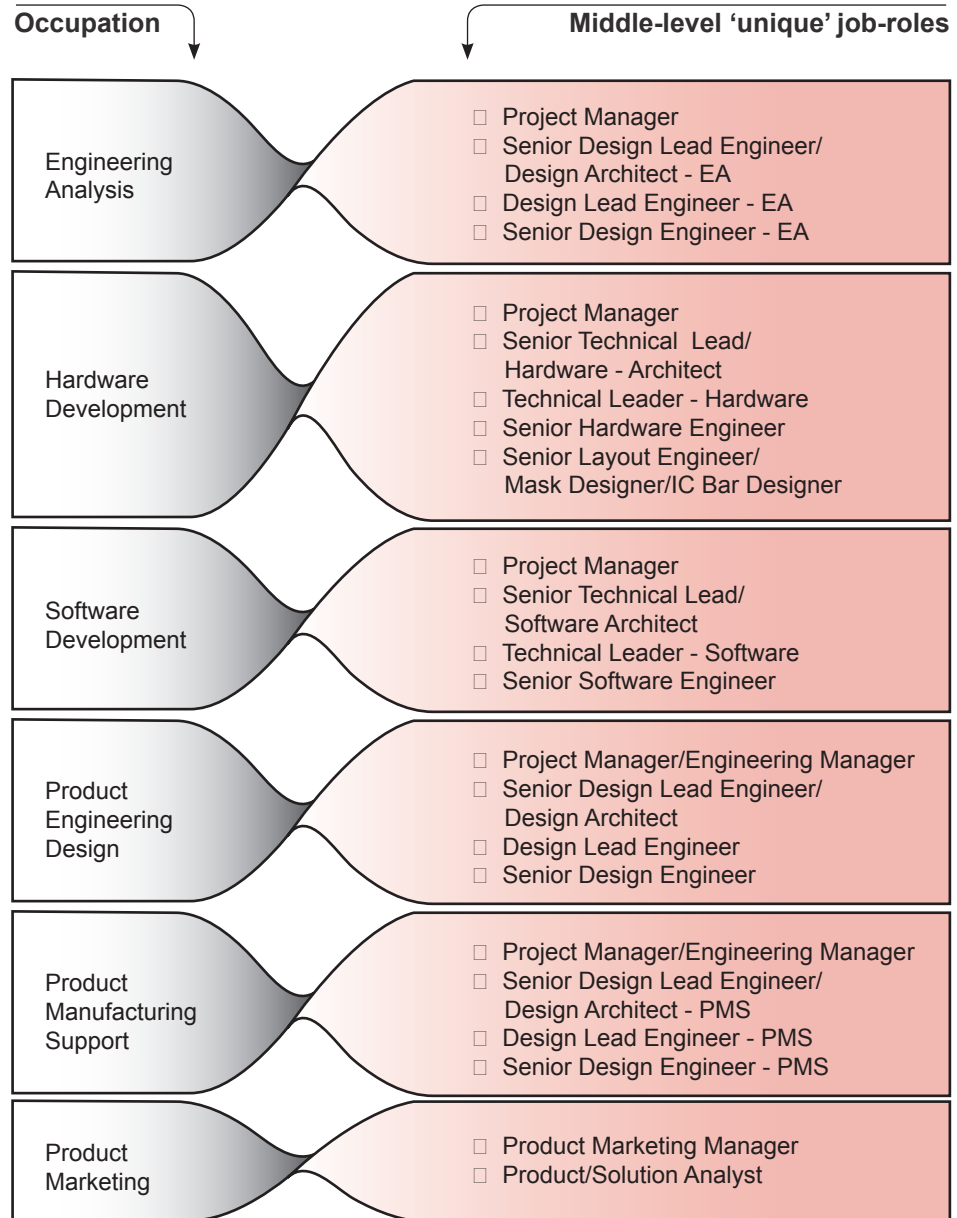 Occupation
Middle-level ‘unique’ job-roles
Engineering
Analysis
□ Project Manager
□ Senior Design Lead Engineer/
Design Architect - EA
□ Design Lead Engineer - EA
□ Senior Design Engineer - EA
Hardware
Development
□ Project Manager
□ Senior Technical Lead/
Hardware - Architect
□ Technical Leader - Hardware
□ Senior Hardware Engineer
□ Senior Layout Engineer/
Mask Designer/IC Bar Designer
Software
Development
□ Project Manager
□ Senior Technical Lead/
Software Architect
□ Technical Leader - Software
□ Senior Software Engineer
Product
Engineering
Design
□ Project Manager/Engineering Manager
□ Senior Design Lead Engineer/
Design Architect
□ Design Lead Engineer
□ Senior Design Engineer
Product
Manufacturing
Support
□ Project Manager/Engineering Manager
□ Senior Design Lead Engineer/
Design Architect - PMS
□ Design Lead Engineer - PMS
□ Senior Design Engineer - PMS
Product
Marketing
□ Product Marketing Manager
□ Product/Solution Analyst